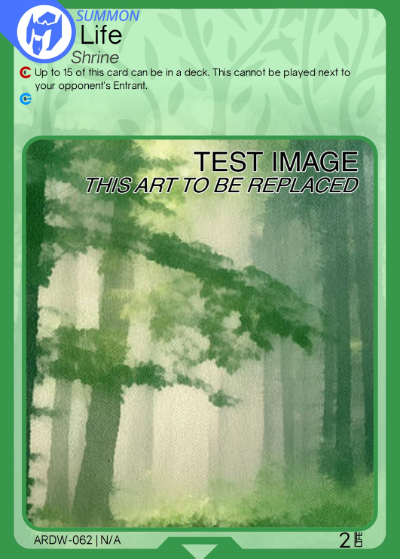 SUMMON
Life
Shrine
C Up to 15 of this card can be in a deck. This cannot be played next to
your opponent's Entrant.
TEST IMAGE
THIS ART TO BE REPLACED
ARDW-062 | N/A
2 LIFE